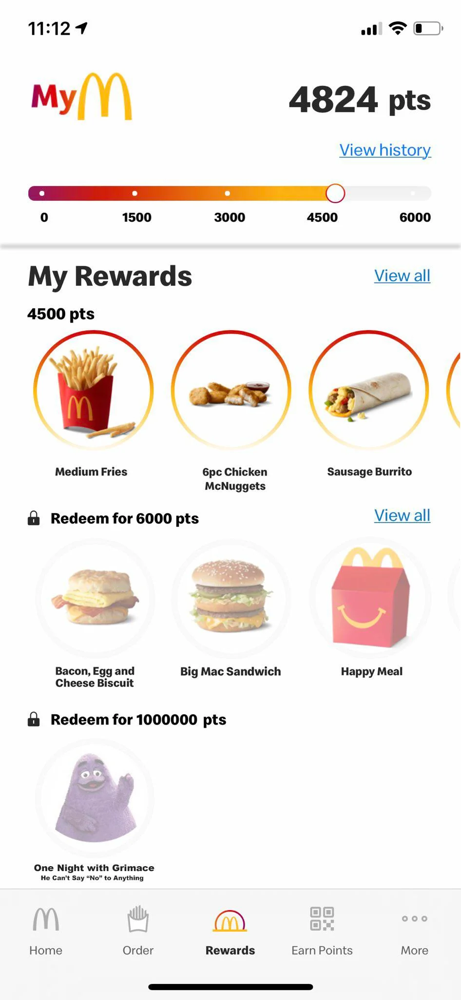 11:12
My
4824 pts
View history
0 1500 3000 4500 6000
My Rewards
View all
4500 pts
Medium Fries
6pc Chicken
McNuggets
Sausage Burrito
Redeem for 6000 pts
View all
Bacon, Egg and
Cheese Biscuit
Big Mac Sandwich
Happy Meal
Redeem for 1000000 pts
One Night with Grimace
He Can't Say “No” to Anything
Home
Order
Rewards
Earn Points
More